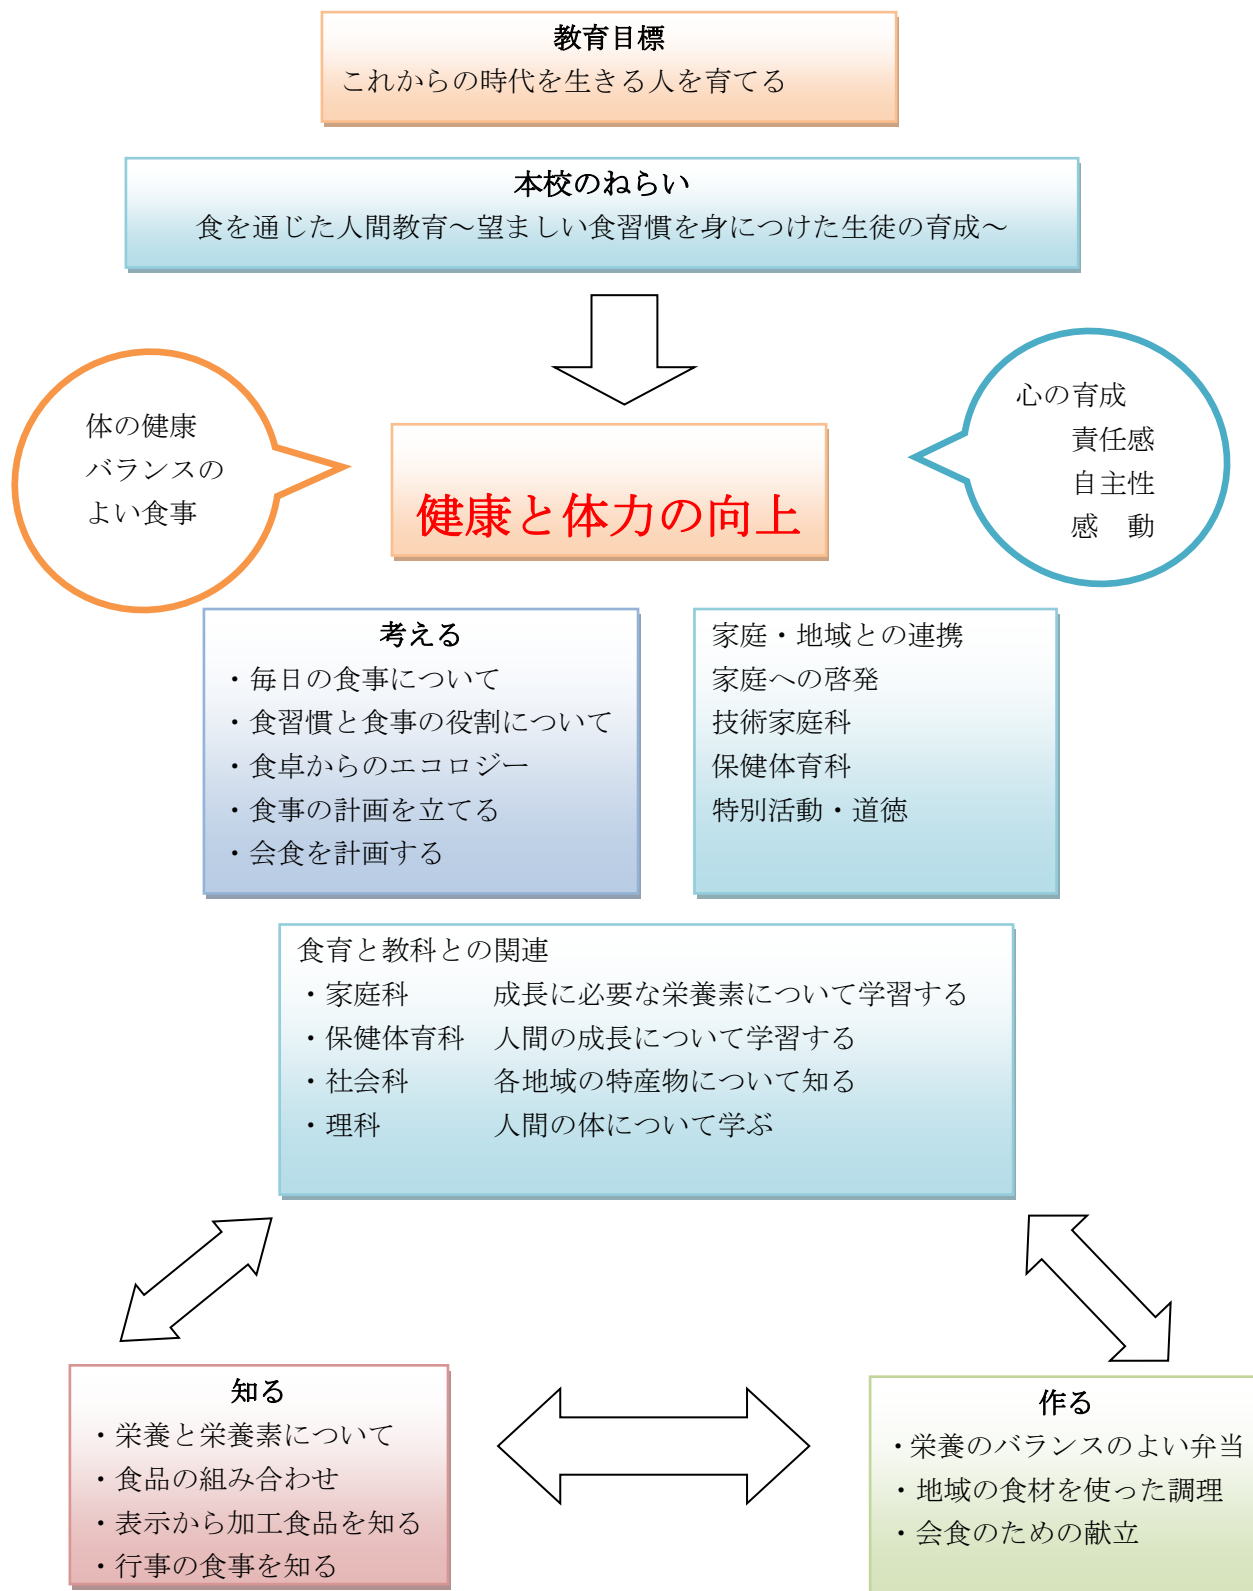 教育目標
これからの時代を生きる人を育てる
本校のねらい
食を通じた人間教育～望ましい食習慣を身につけた生徒の育成～
体の健康
バランスの
よい食事
健康と体力の向上
心の育成
責任感
自主性
感　動
考える
・毎日の食事について
・食習慣と食事の役割について
・食卓からのエコロジー
・食事の計画を立てる
・会食を計画する
家庭・地域との連携
家庭への啓発
技術家庭科
保健体育科
特別活動・道徳
食育と教科との関連
・家庭科　　　成長に必要な栄養素について学習する
・保健体育科　人間の成長について学習する
・社会科　　　各地域の特産物について知る
・理科　　　　人間の体について学ぶ
知る
・栄養と栄養素について
・食品の組み合わせ
・表示から加工食品を知る
・行事の食事を知る
作る
・栄養のバランスのよい弁当
・地域の食材を使った調理
・会食のための献立